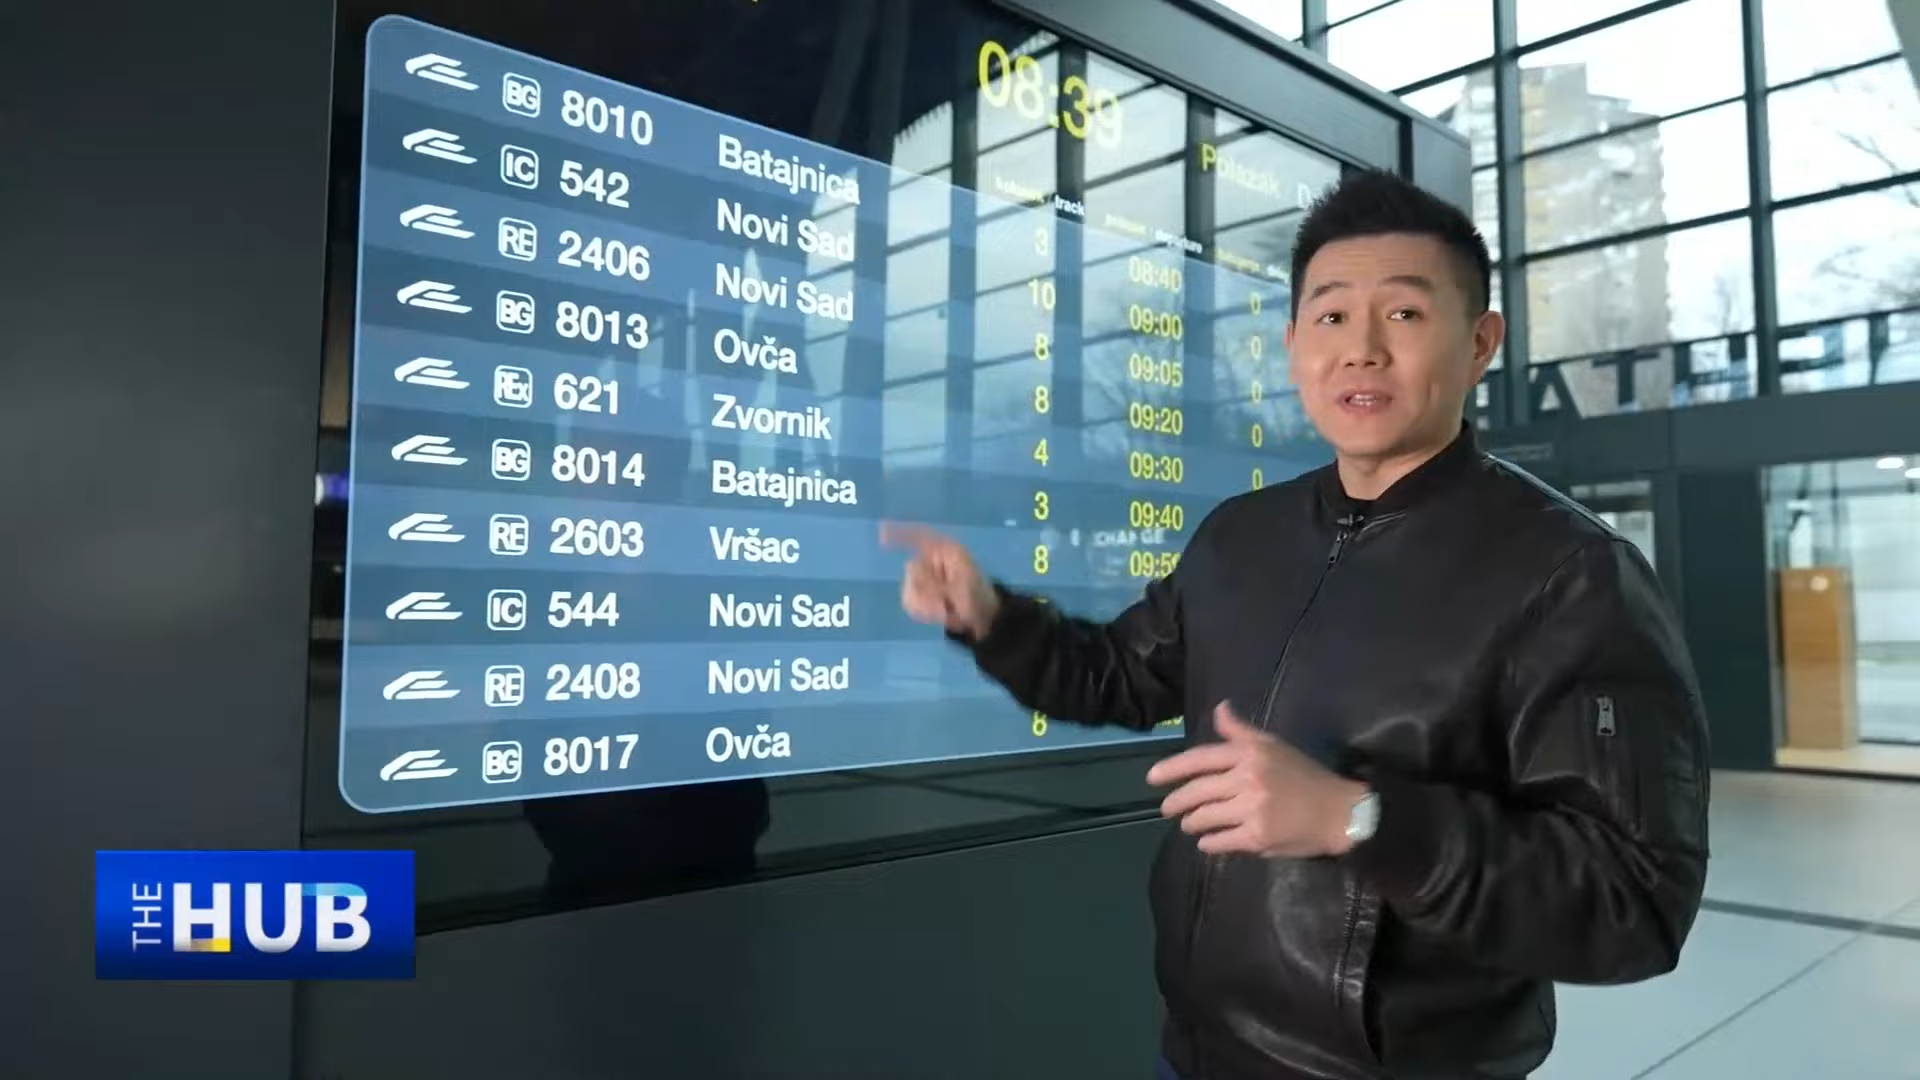 08:39
Polazak
track
BG 8010 Batajnica 3 08:40 0
IC 542 Novi Sad 10 09:00 0
RE 2406 Novi Sad 8 09:05 0
BG 8013 Ovča 8 09:20 0
REx 621 Zvornik 4 09:30 0
BG 8014 Batajnica 3 09:40
RE 2603 Vršac 8
IC 544 Novi Sad
RE 2408 Novi Sad
BG 8017 Ovča 8
CHANGE
THE HUB